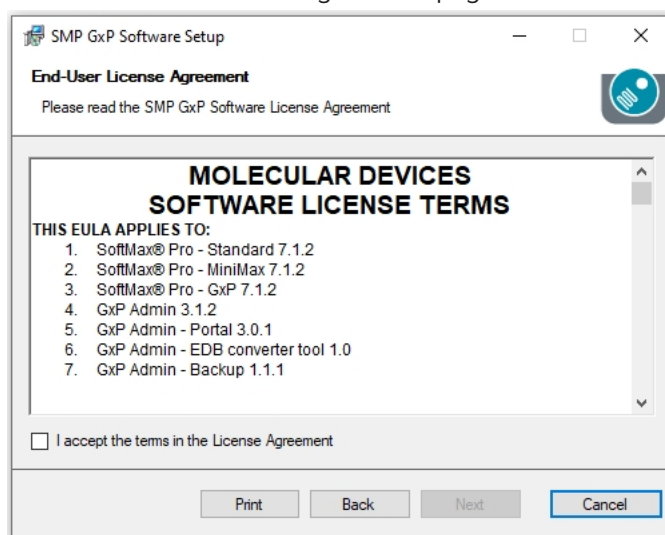 SMP GxP Software Setup
End-User License Agreement
Please read the SMP GxP Software License Agreement
MOLECULAR DEVICES
SOFTWARE LICENSE TERMS
THIS EULA APPLIES TO:
1. SoftMax® Pro - Standard 7.1.2
2. SoftMax® Pro - MiniMax 7.1.2
3. SoftMax® Pro - GxP 7.1.2
4. GxP Admin 3.1.2
5. GxP Admin - Portal 3.0.1
6. GxP Admin - EDB converter tool 1.0
7. GxP Admin - Backup 1.1.1
I accept the terms in the License Agreement
Print Back Next Cancel